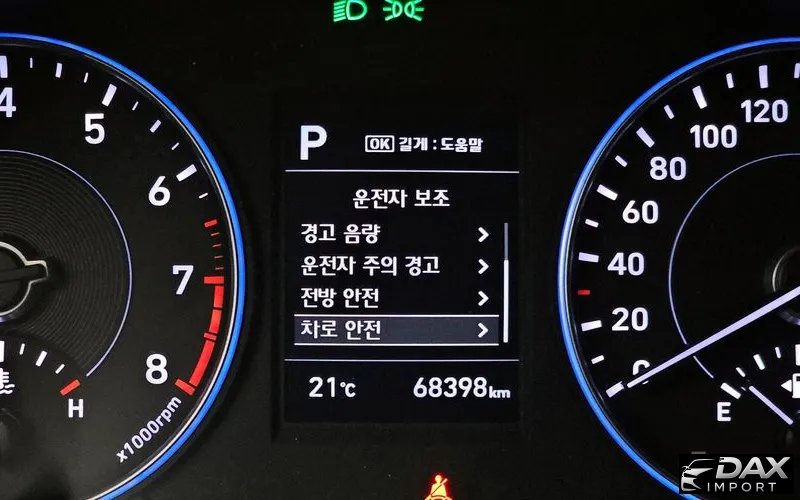 4
5
6
7
8
x1000rpm
H
P
OK 길게 : 도움말
운전자 보조
경고 음량
운전자 주의 경고
전방 안전
차로 안전
21℃
68398km
120
100
80
60
40
20
0
E
DAX
IMPORT